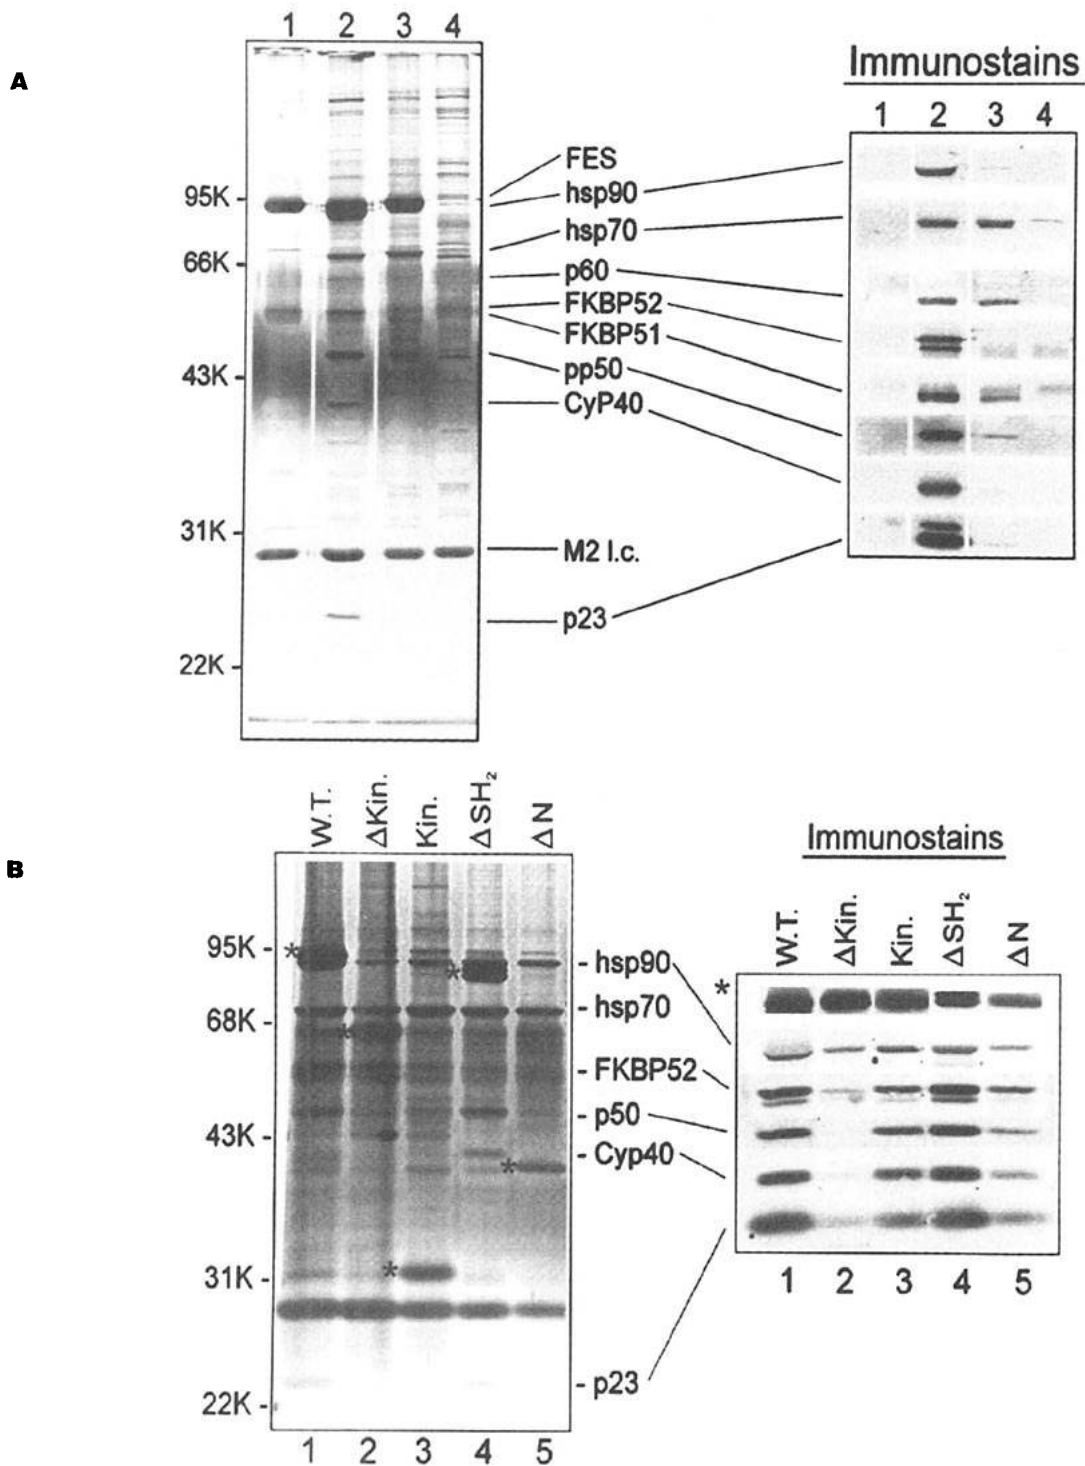 A
1 2 3 4
95K
66K
43K
31K
22K
FES
hsp90
hsp70
p60
FKBP52
FKBP51
pp50
CyP40
M2 l.c.
p23
Immunostains
1 2 3 4
B
W.T. ΔKin. Kin. ΔSH₂ ΔN
95K
68K
43K
31K
22K
* * * * *
1 2 3 4 5
hsp90
hsp70
FKBP52
p50
Cyp40
p23
Immunostains
W.T. ΔKin. Kin. ΔSH₂ ΔN
*
1 2 3 4 5